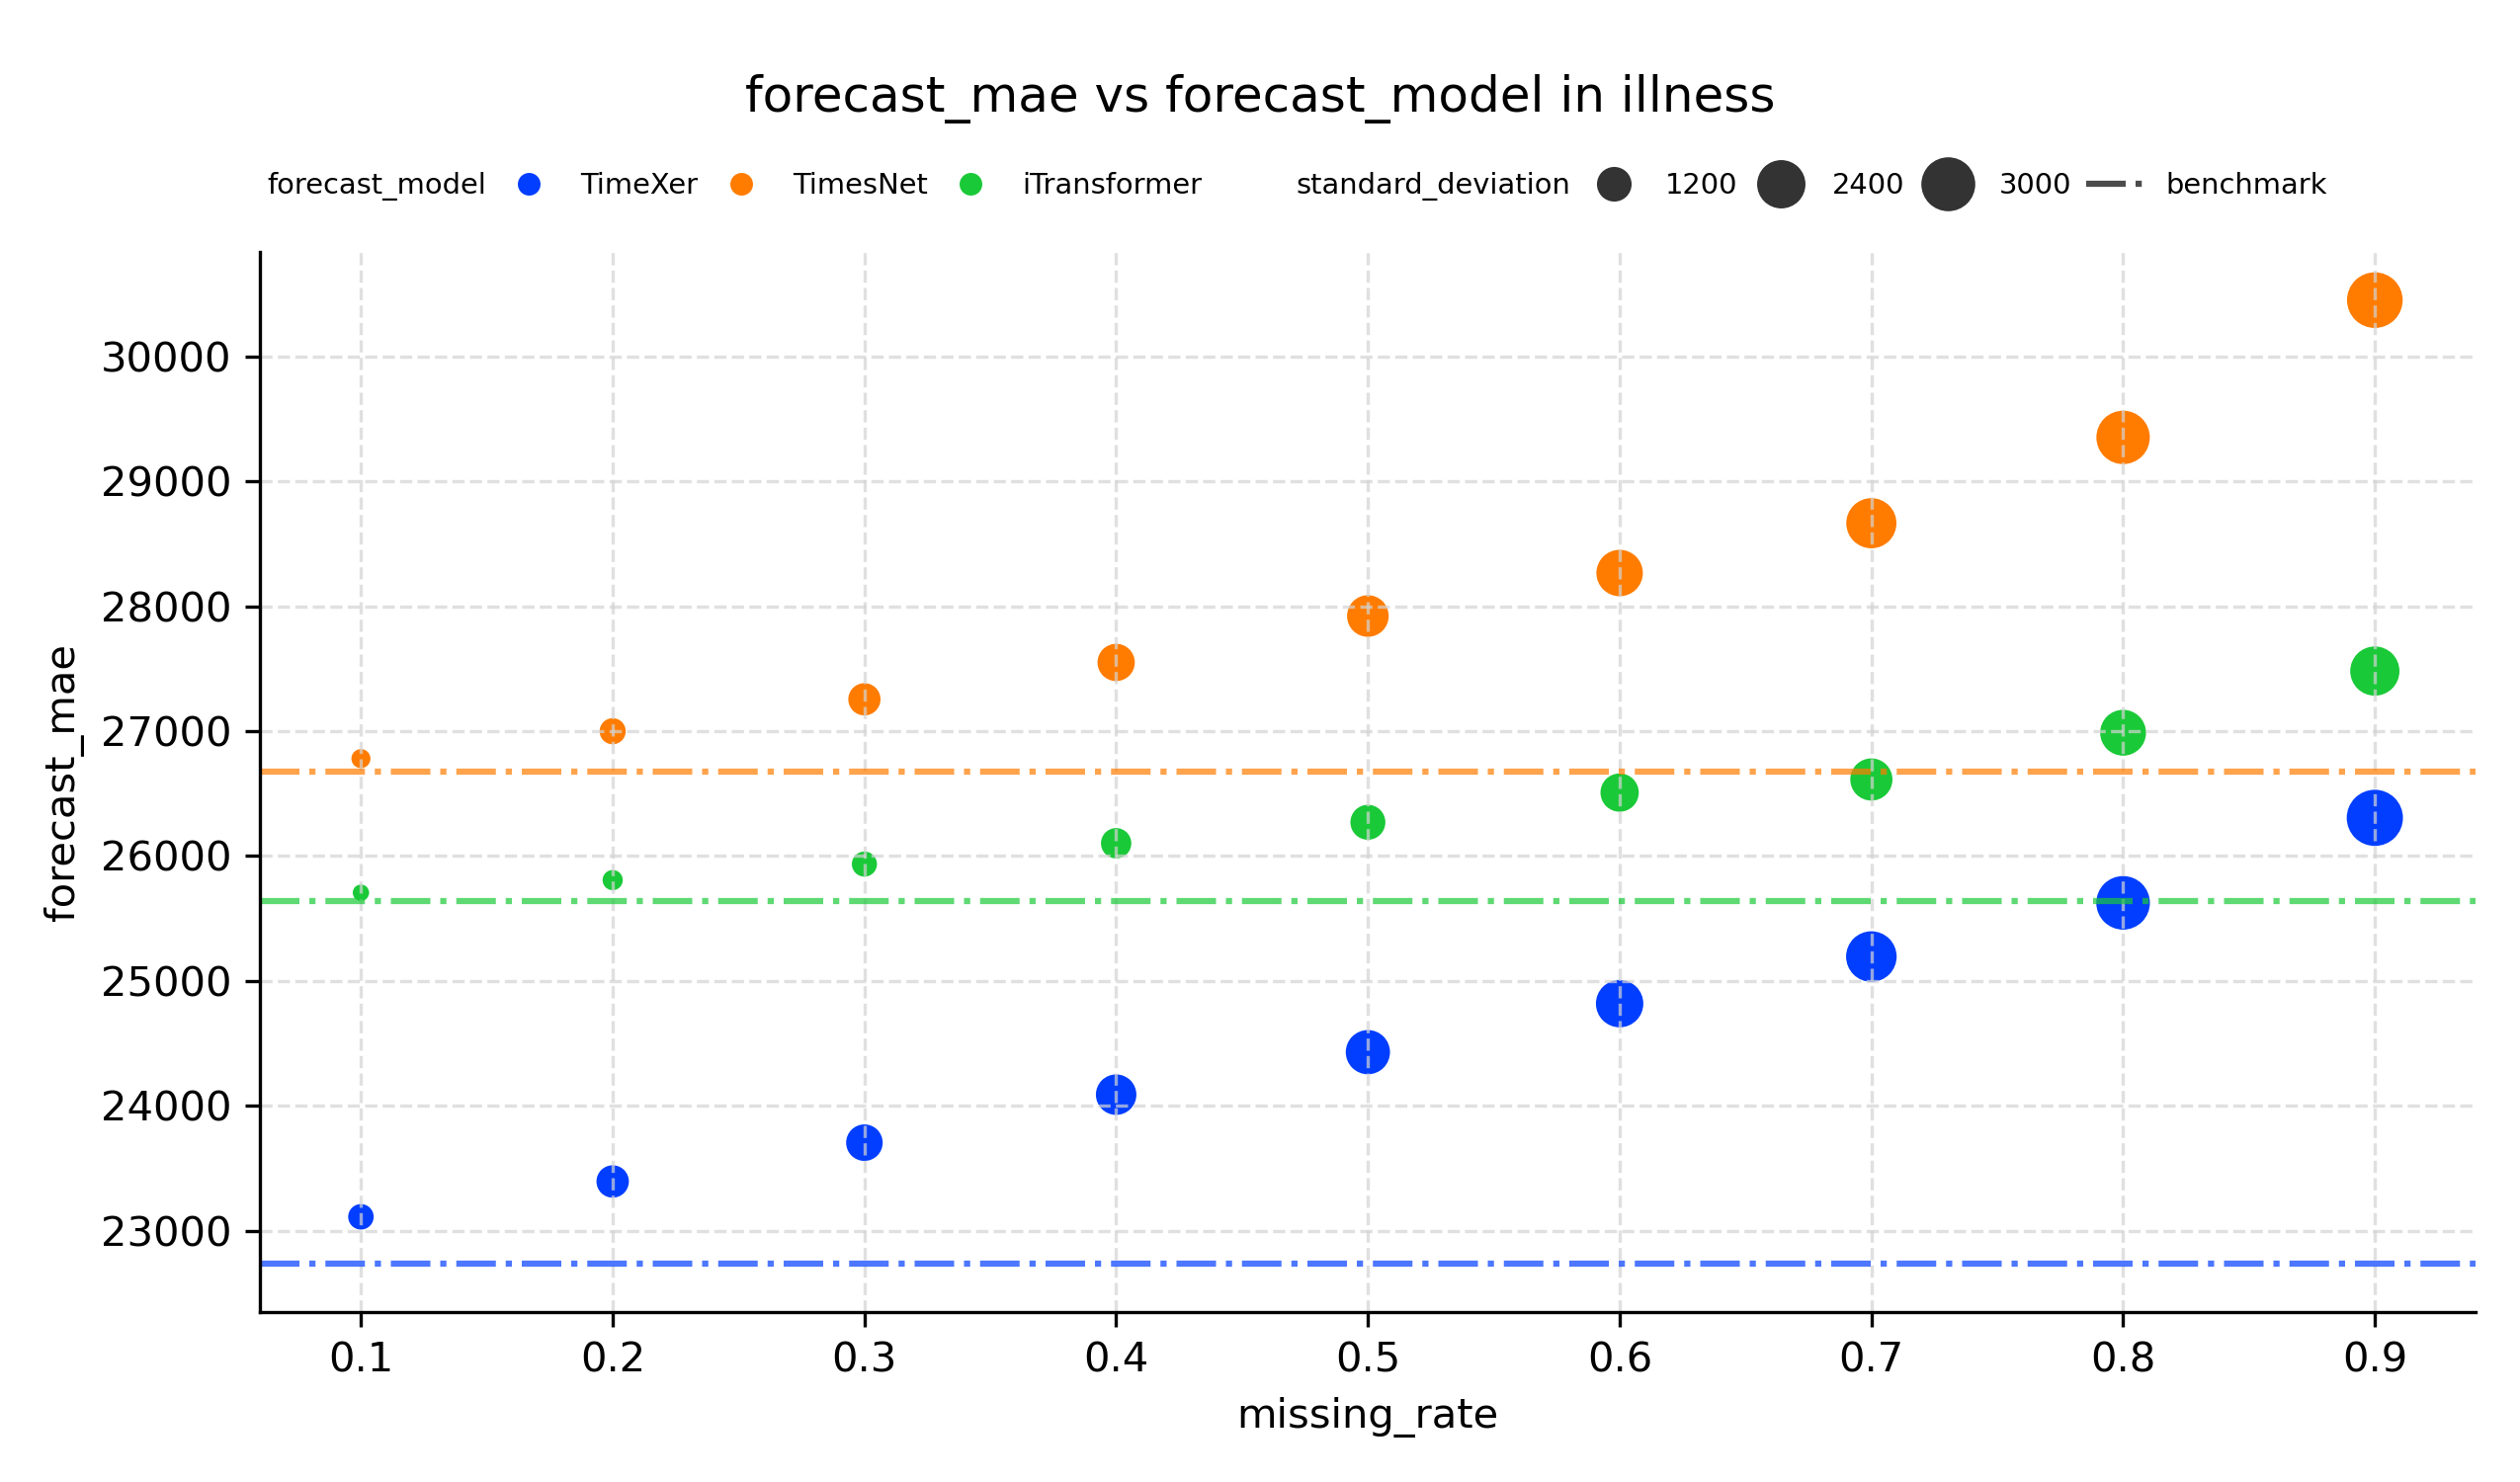 forecast_mae vs forecast_model in illness
forecast_model TimeXer TimesNet iTransformer standard_deviation 1200 2400 3000 benchmark
30000
29000
28000
27000
26000
25000
24000
23000
forecast_mae
0.1 0.2 0.3 0.4 0.5 0.6 0.7 0.8 0.9
missing_rate